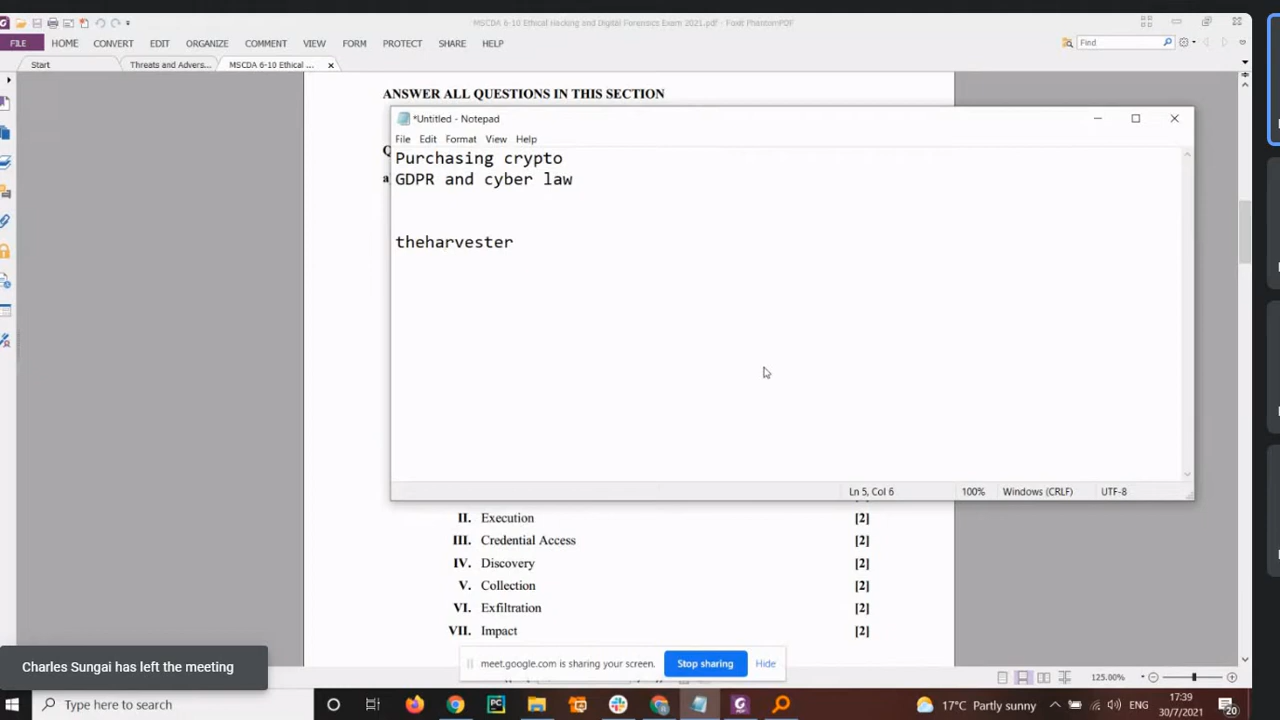 MSCDA 6-10 Ethical Hacking and Digital Forensics Exam 2021.pdf - Foxit PhantomPDF
FILE HOME CONVERT EDIT ORGANIZE COMMENT VIEW FORM PROTECT SHARE HELP
Find
Start
Threats and Advers...
MSCDA 6-10 Ethical ...
ANSWER ALL QUESTIONS IN THIS SECTION
Q
a
*Untitled - Notepad
File Edit Format View Help
Purchasing crypto
GDPR and cyber law
theharvester
Ln 5, Col 6 100% Windows (CRLF) UTF-8
II. Execution [2]
III. Credential Access [2]
IV. Discovery [2]
V. Collection [2]
VI. Exfiltration [2]
VII. Impact [2]
Charles Sungai has left the meeting
meet.google.com is sharing your screen. Stop sharing Hide
125.00%
Type here to search
PC
17°C Partly sunny
ENG
17:39
30/7/2021
20